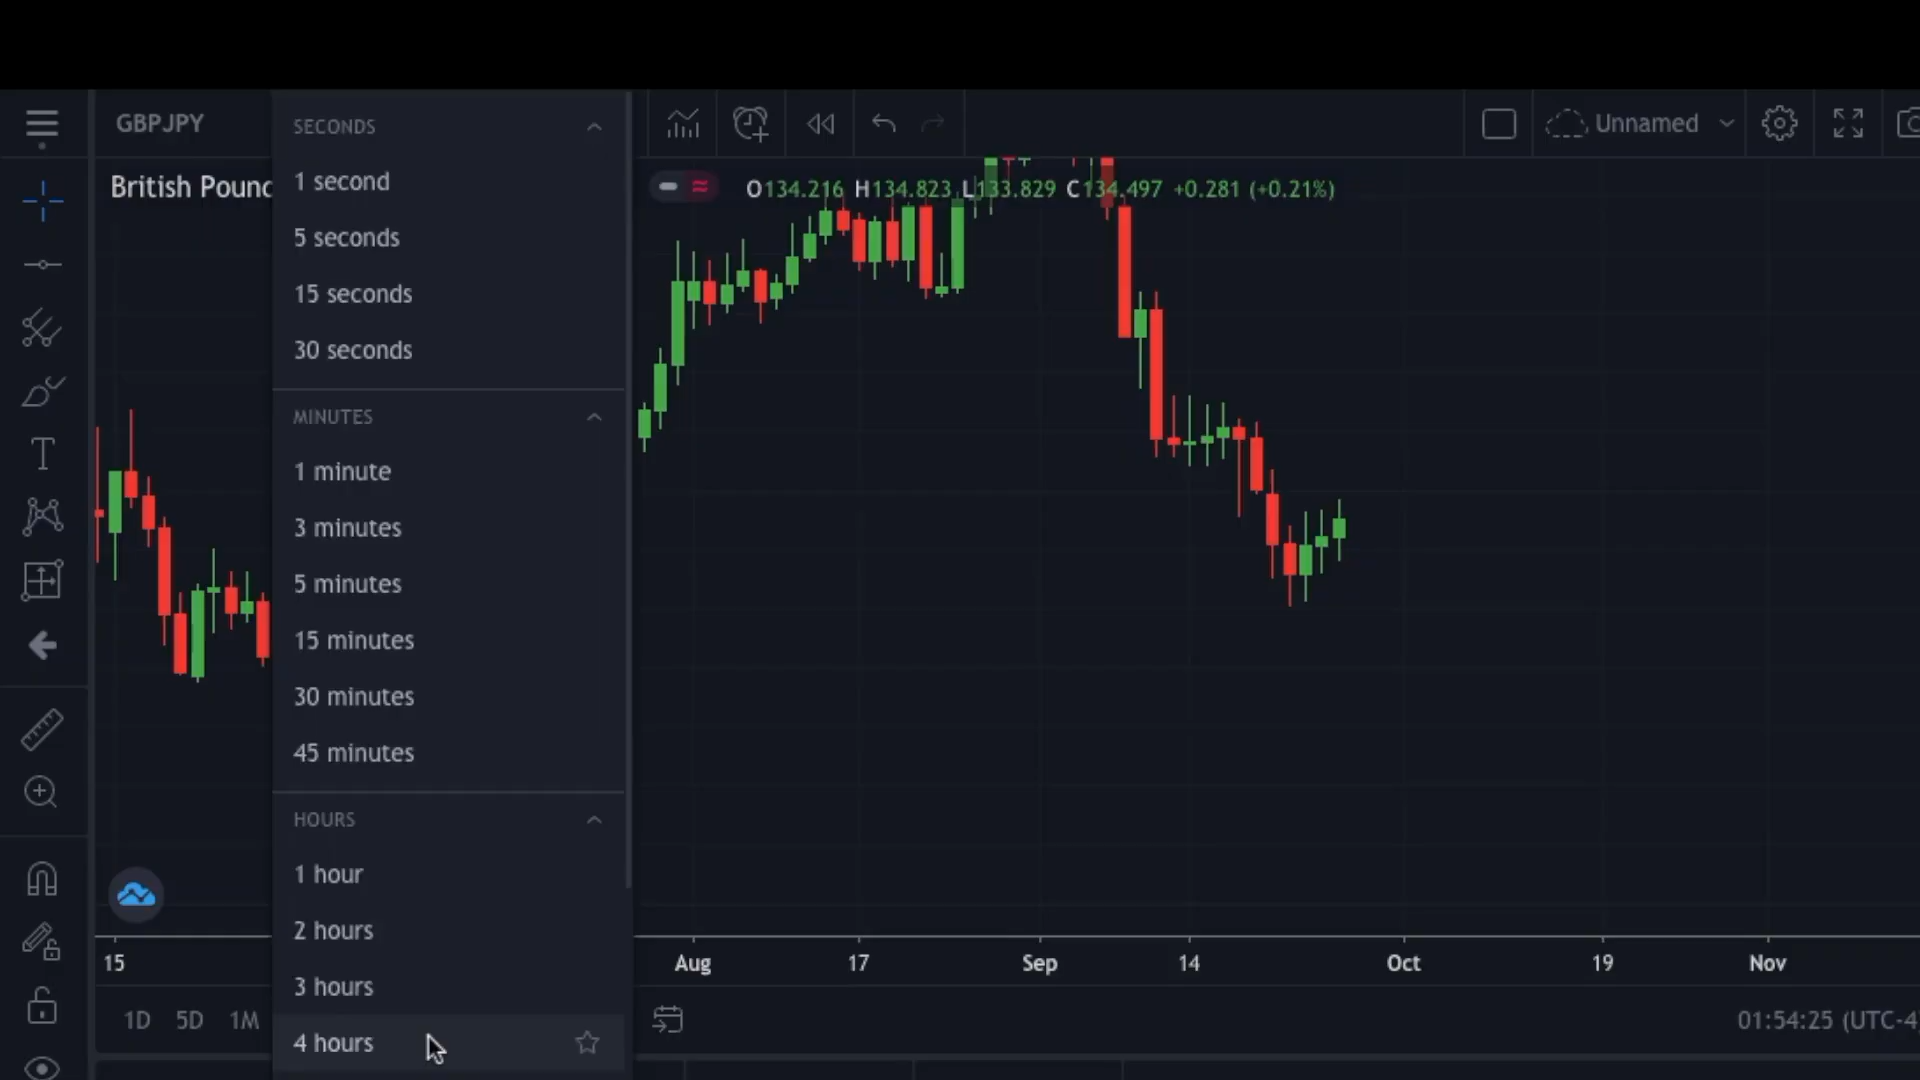 GBPJPY
Unnamed
British Pound
O134.216 H134.823 L133.829 C134.497 +0.281 (+0.21%)
SECONDS
1 second
5 seconds
15 seconds
30 seconds
MINUTES
1 minute
3 minutes
5 minutes
15 minutes
30 minutes
45 minutes
HOURS
1 hour
2 hours
3 hours
4 hours
15 Aug 17 Sep 14 Oct 19 Nov
1D 5D 1M
01:54:25 (UTC-4